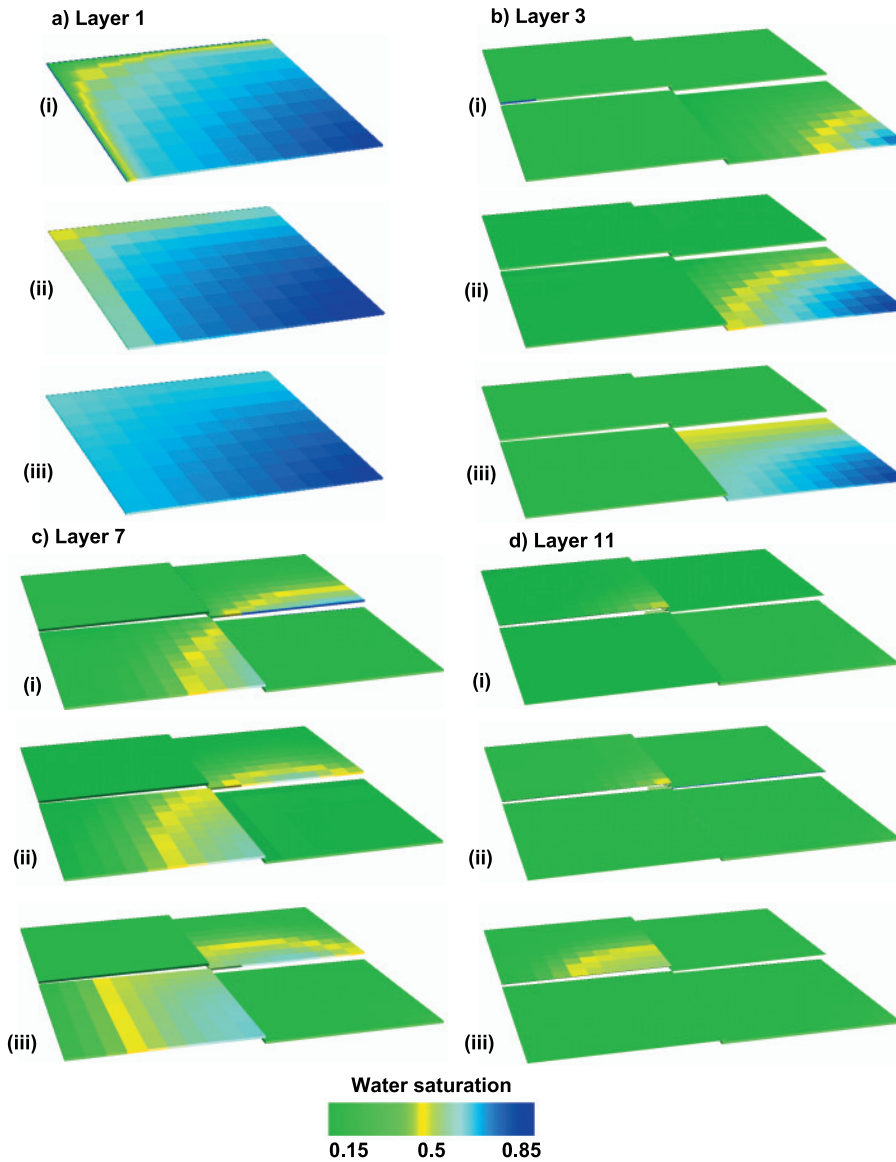 a) Layer 1
(i)
(ii)
(iii)
b) Layer 3
(i)
(ii)
(iii)
c) Layer 7
(i)
(ii)
(iii)
d) Layer 11
(i)
(ii)
(iii)
Water saturation
0.15 0.5 0.85